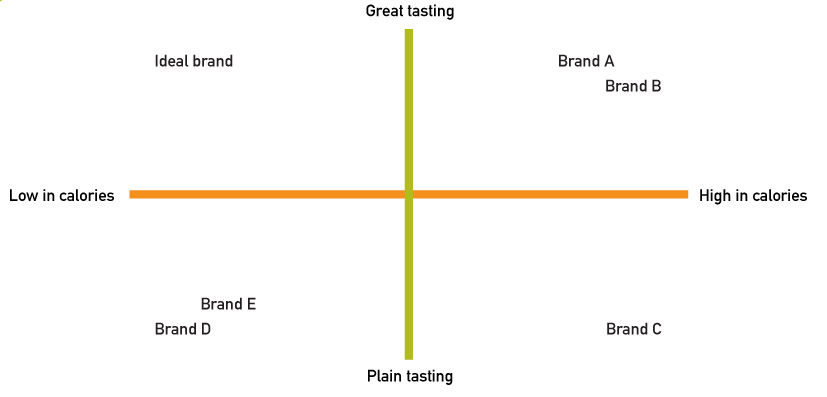 Great tasting
Ideal brand
Brand A
Brand B
Low in calories
High in calories
Brand E
Brand D
Brand C
Plain tasting